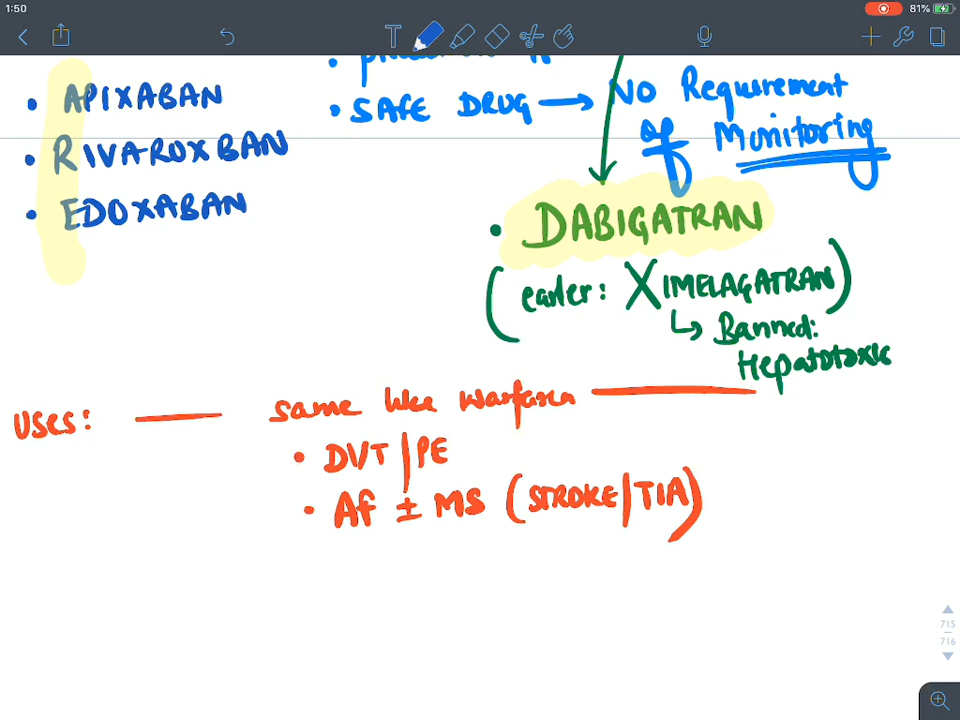 1:50
81%
T
• APIXABAN
• RIVAROXBAN
• EDOXABAN
• SAFE DRUG → NO Requirement
of Monitoring
• DABIGATRAN
(earlier: XIMELAGATRAN)
↳ Banned:
Hepatotoxic
USES: — same like warfarin —
• DVT | PE
• Af ± MS (STROKE | TIA)
715
716